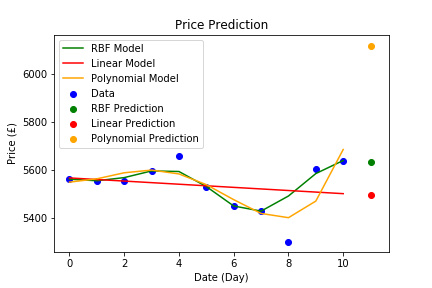 Price Prediction
RBF Model
Linear Model
Polynomial Model
Data
RBF Prediction
Linear Prediction
Polynomial Prediction
Price (£)
6000
5800
5600
5400
0 2 4 6 8 10
Date (Day)